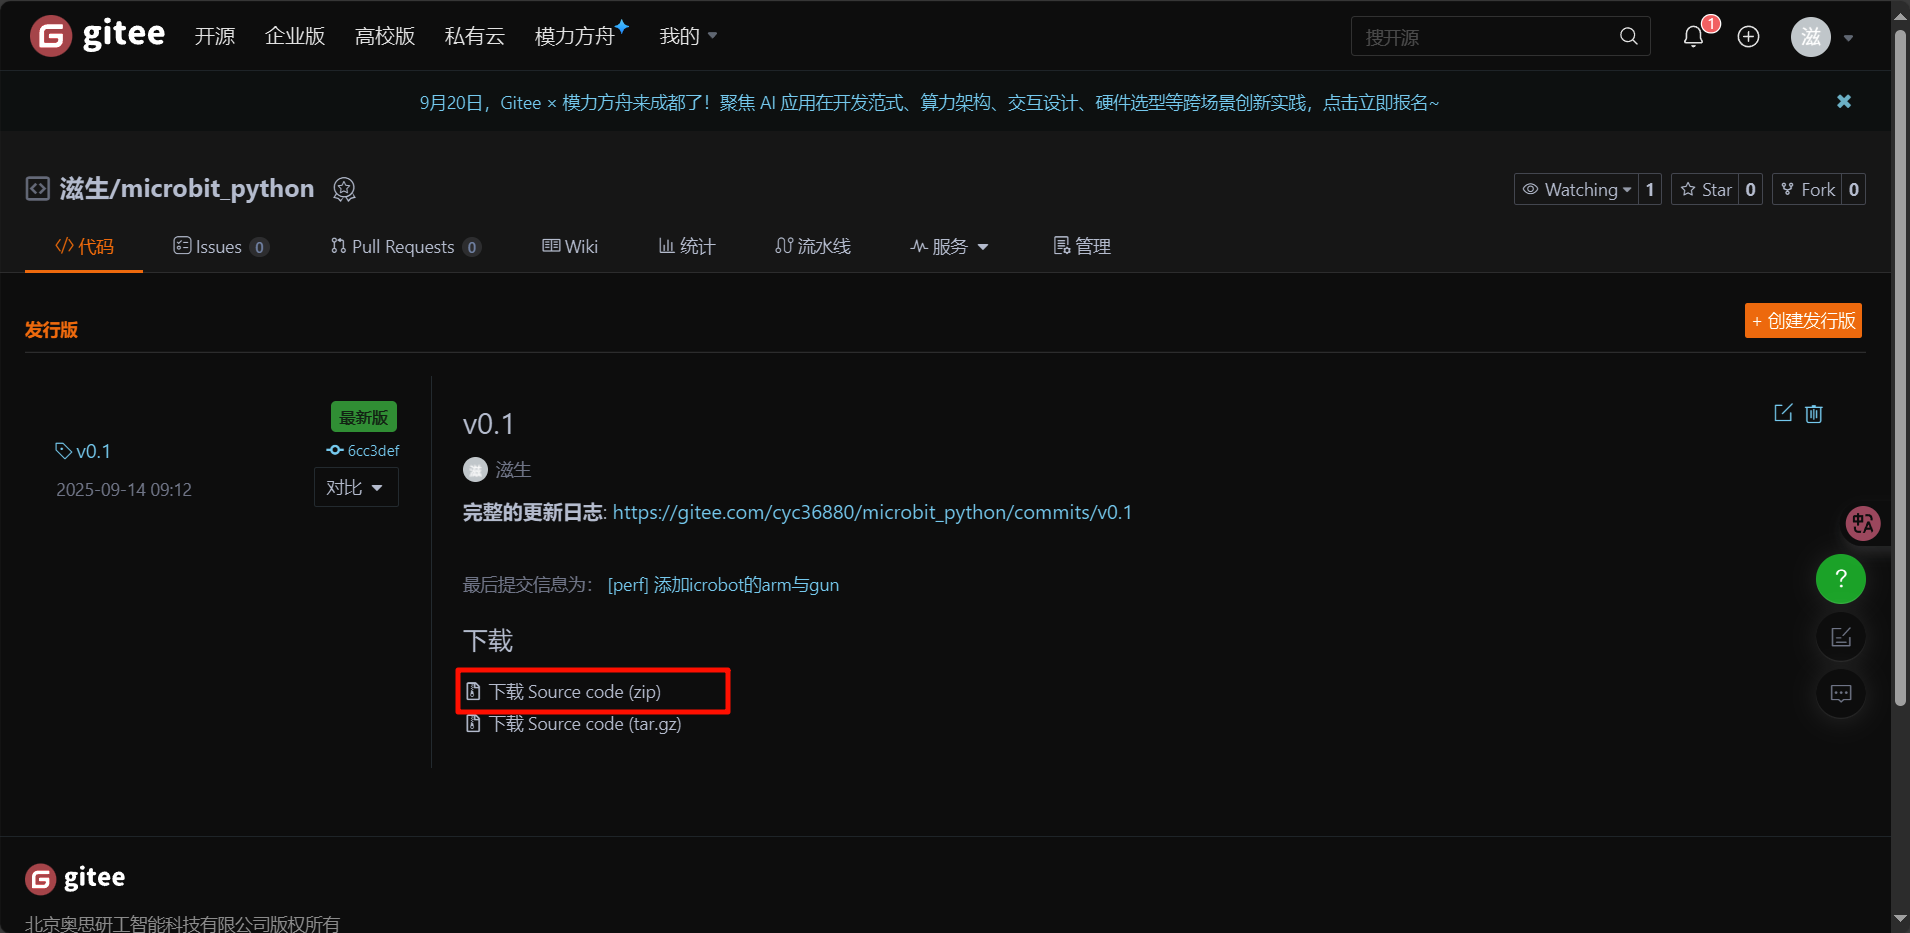 gitee 开源 企业版 高校版 私有云 模力方舟 我的 搜开源 1 滋
9月20日，Gitee × 模力方舟来成都了！聚焦 AI 应用在开发范式、算力架构、交互设计、硬件选型等跨场景创新实践，点击立即报名~
滋生/microbit_python Watching 1 Star 0 Fork 0
代码 Issues 0 Pull Requests 0 Wiki 统计 流水线 服务 管理
发行版 + 创建发行版
最新版
v0.1
6cc3def
2025-09-14 09:12
对比
v0.1
滋 滋生
完整的更新日志: https://gitee.com/cyc36880/microbit_python/commits/v0.1
中A
?
最后提交信息为： [perf] 添加icrobot的arm与gun
下载
下载 Source code (zip)
下载 Source code (tar.gz)
gitee
北京奥思研工智能科技有限公司版权所有